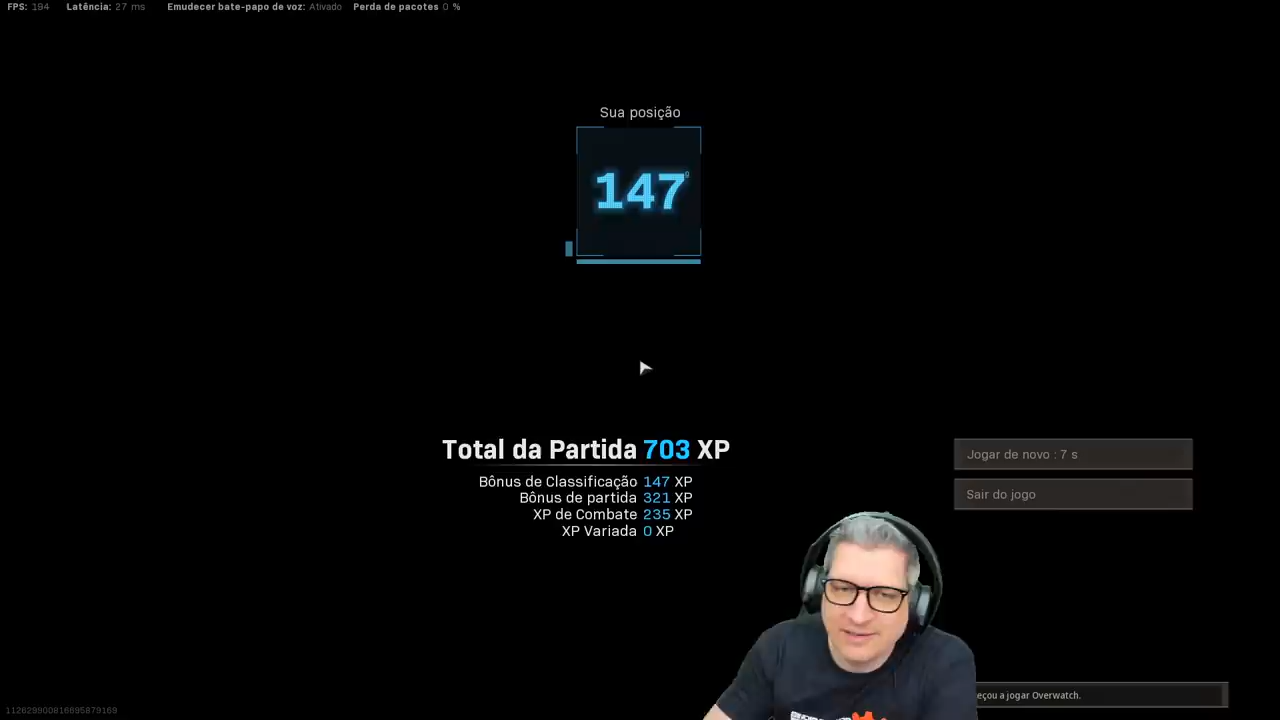 FPS: 194 Latência: 27 ms Emudecer bate-papo de voz: Ativado Perda de pacotes 0 %
Sua posição
147º
Total da Partida 703 XP
Bônus de Classificação 147 XP
Bônus de partida 321 XP
XP de Combate 235 XP
XP Variada 0 XP
Jogar de novo : 7 s
Sair do jogo
a jogar Overwatch.